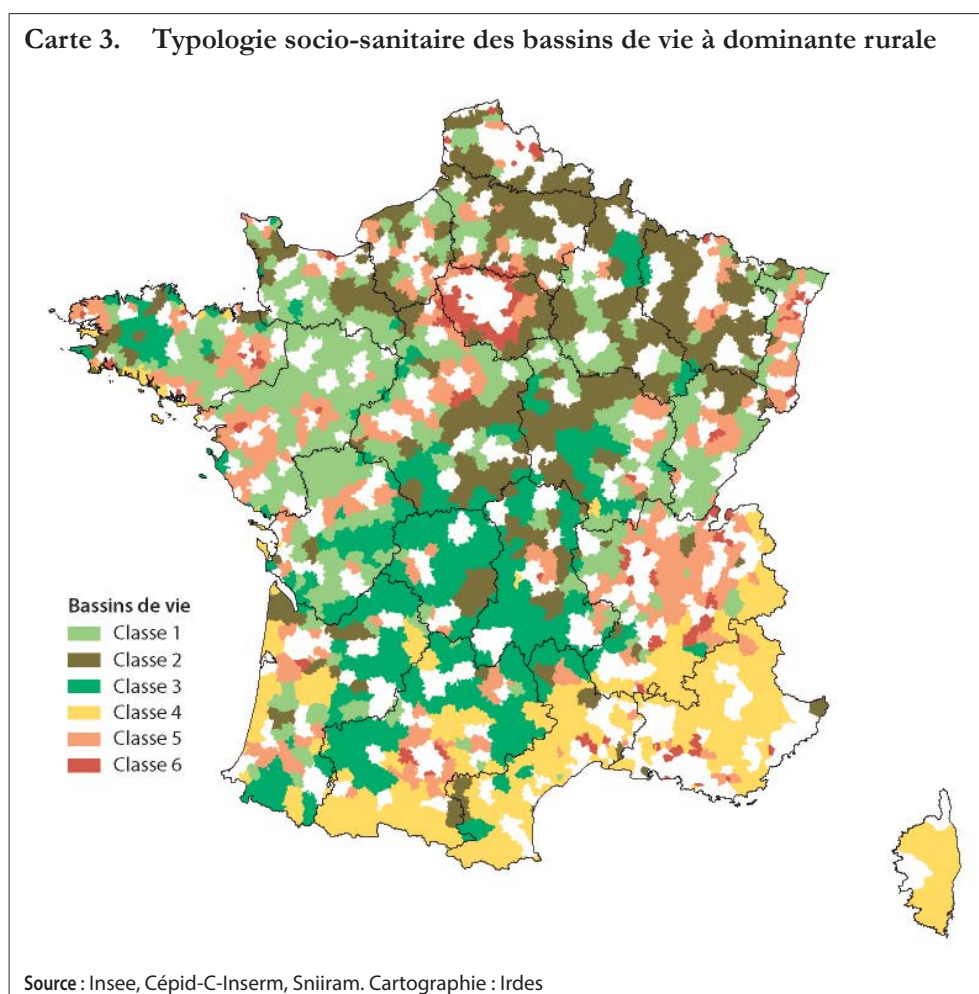 Carte 3. Typologie socio-sanitaire des bassins de vie à dominante rurale
Bassins de vie
Classe 1
Classe 2
Classe 3
Classe 4
Classe 5
Classe 6
Source : Insee, Cépid-C-Inserm, Sniiram. Cartographie : Irdes